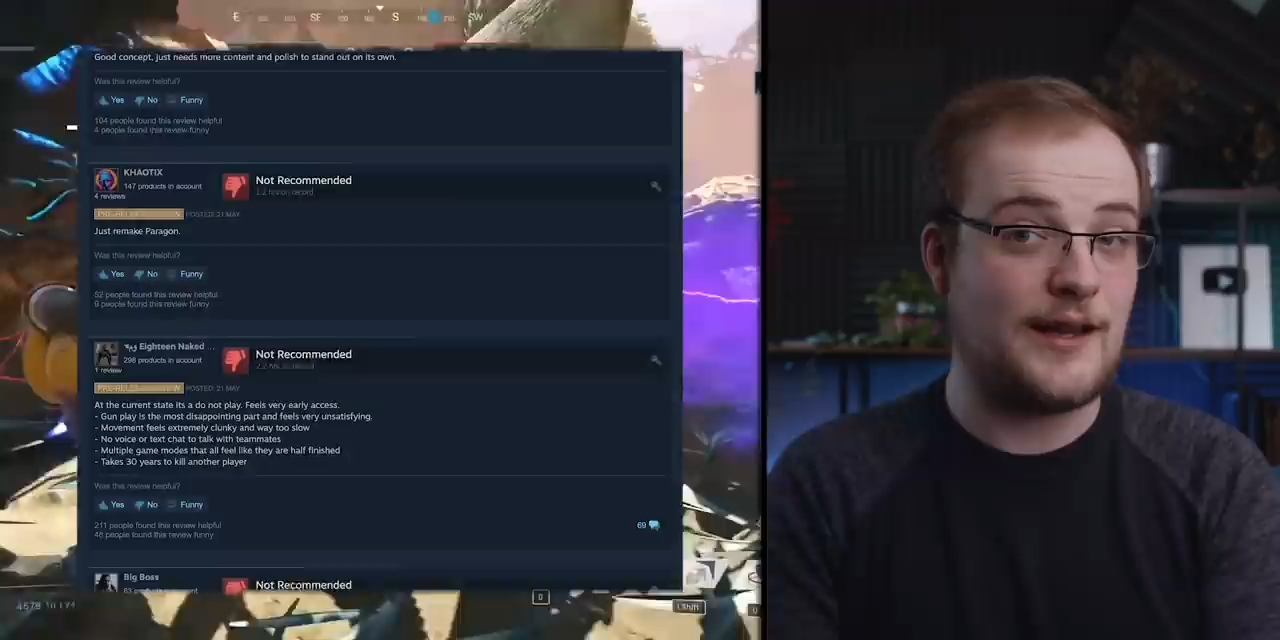 E
SE
S
SW
Good concept, just needs more content and polish to stand out on its own.
Was this review helpful?
Yes No Funny
104 people found this review helpful
4 people found this review funny
KHAOTIX
147 products in account
4 reviews
Not Recommended
POSTED: 21 MAY
Just remake Paragon.
Was this review helpful?
Yes No Funny
52 people found this review helpful
9 people found this review funny
Eighteen Naked ...
298 products in account
1 review
Not Recommended
POSTED: 21 MAY
At the current state its a do not play. Feels very early access.
- Gun play is the most disappointing part and feels very unsatisfying.
- Movement feels extremely clunky and way too slow
- No voice or text chat to talk with teammates
- Multiple game modes that all feel like they are half finished
- Takes 30 years to kill another player
Was this review helpful?
Yes No Funny
211 people found this review helpful
46 people found this review funny
69
Big Boss
Not Recommended